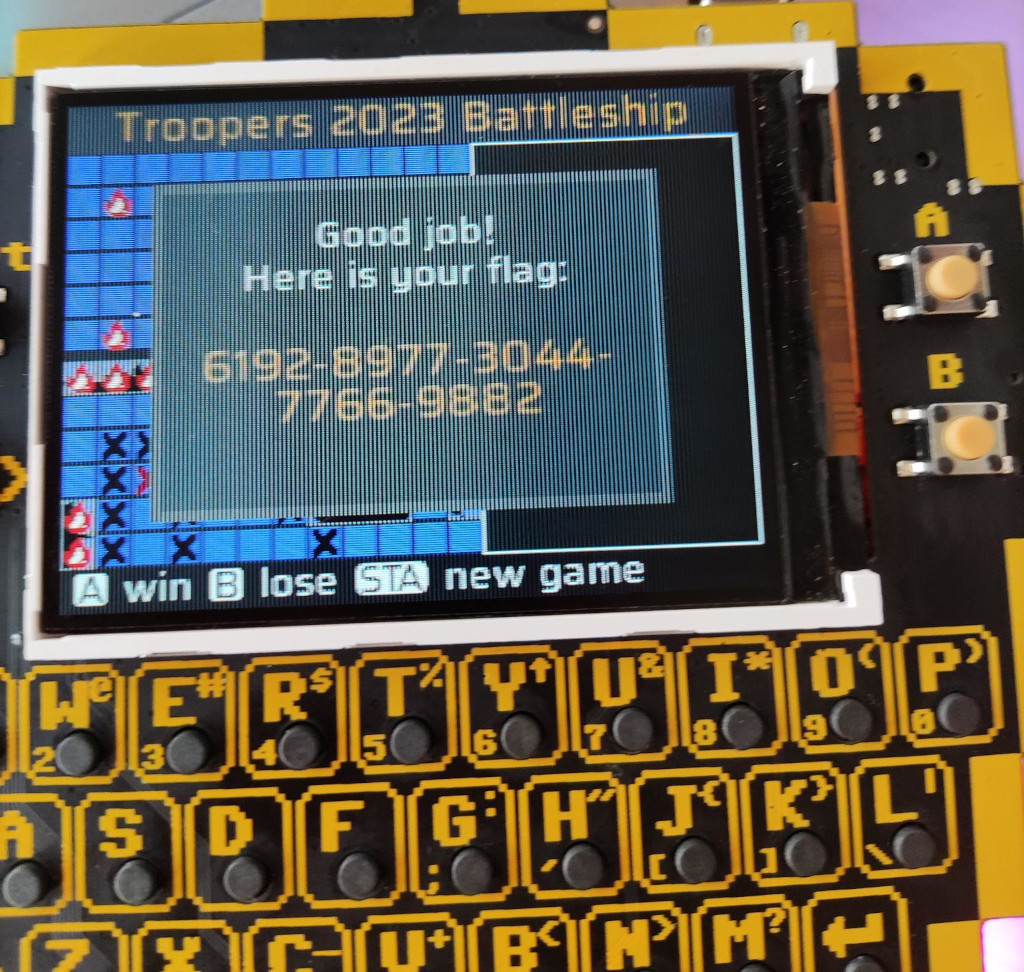 Troopers 2023 Battleship
Good job!
Here is your flag:
6192-8977-3044-
7766-9882
A win B lose STA new game
t
A
B
W@ E# R$ T% Y↑ U& I* O( P)
2 3 4 5 6 7 8 9 0
A S D F G: H" J{ K} L'
; / [ ] \
Z X C- V+ B< N> M? ↵